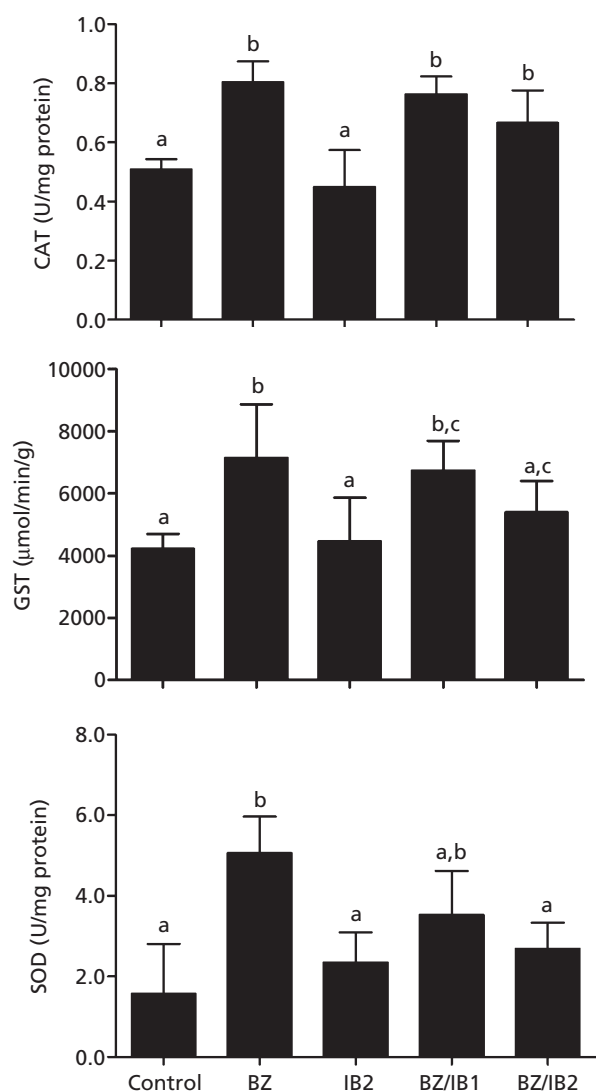 CAT (U/mg protein)
1.0
0.8
0.6
0.4
0.2
0.0
a
b
a
b
b
GST (µmol/min/g)
10000
8000
6000
4000
2000
0
a
b
a
b,c
a,c
SOD (U/mg protein)
8.0
6.0
4.0
2.0
0.0
a
b
a
a,b
a
Control BZ IB2 BZ/IB1 BZ/IB2